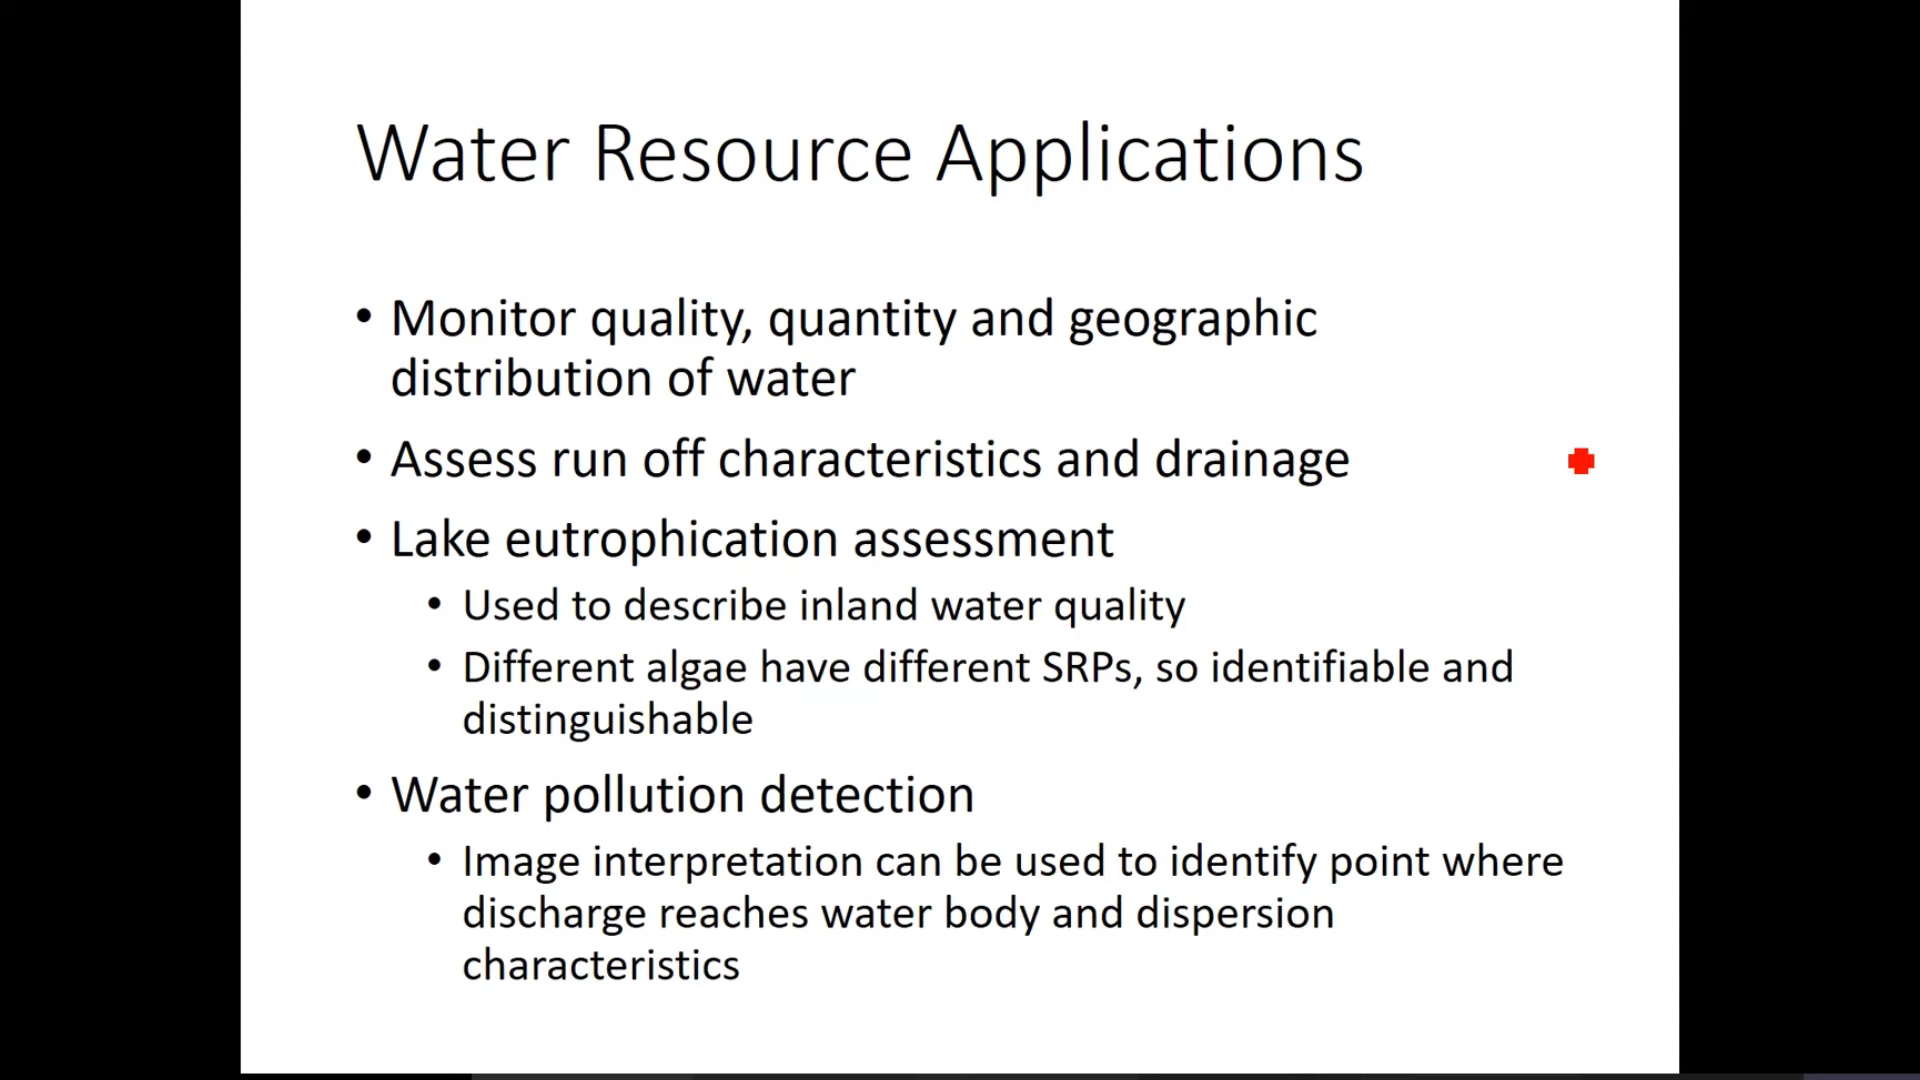 Water Resource Applications
• Monitor quality, quantity and geographic
distribution of water
• Assess run off characteristics and drainage
• Lake eutrophication assessment
• Used to describe inland water quality
• Different algae have different SRPs, so identifiable and
distinguishable
• Water pollution detection
• Image interpretation can be used to identify point where
discharge reaches water body and dispersion
characteristics